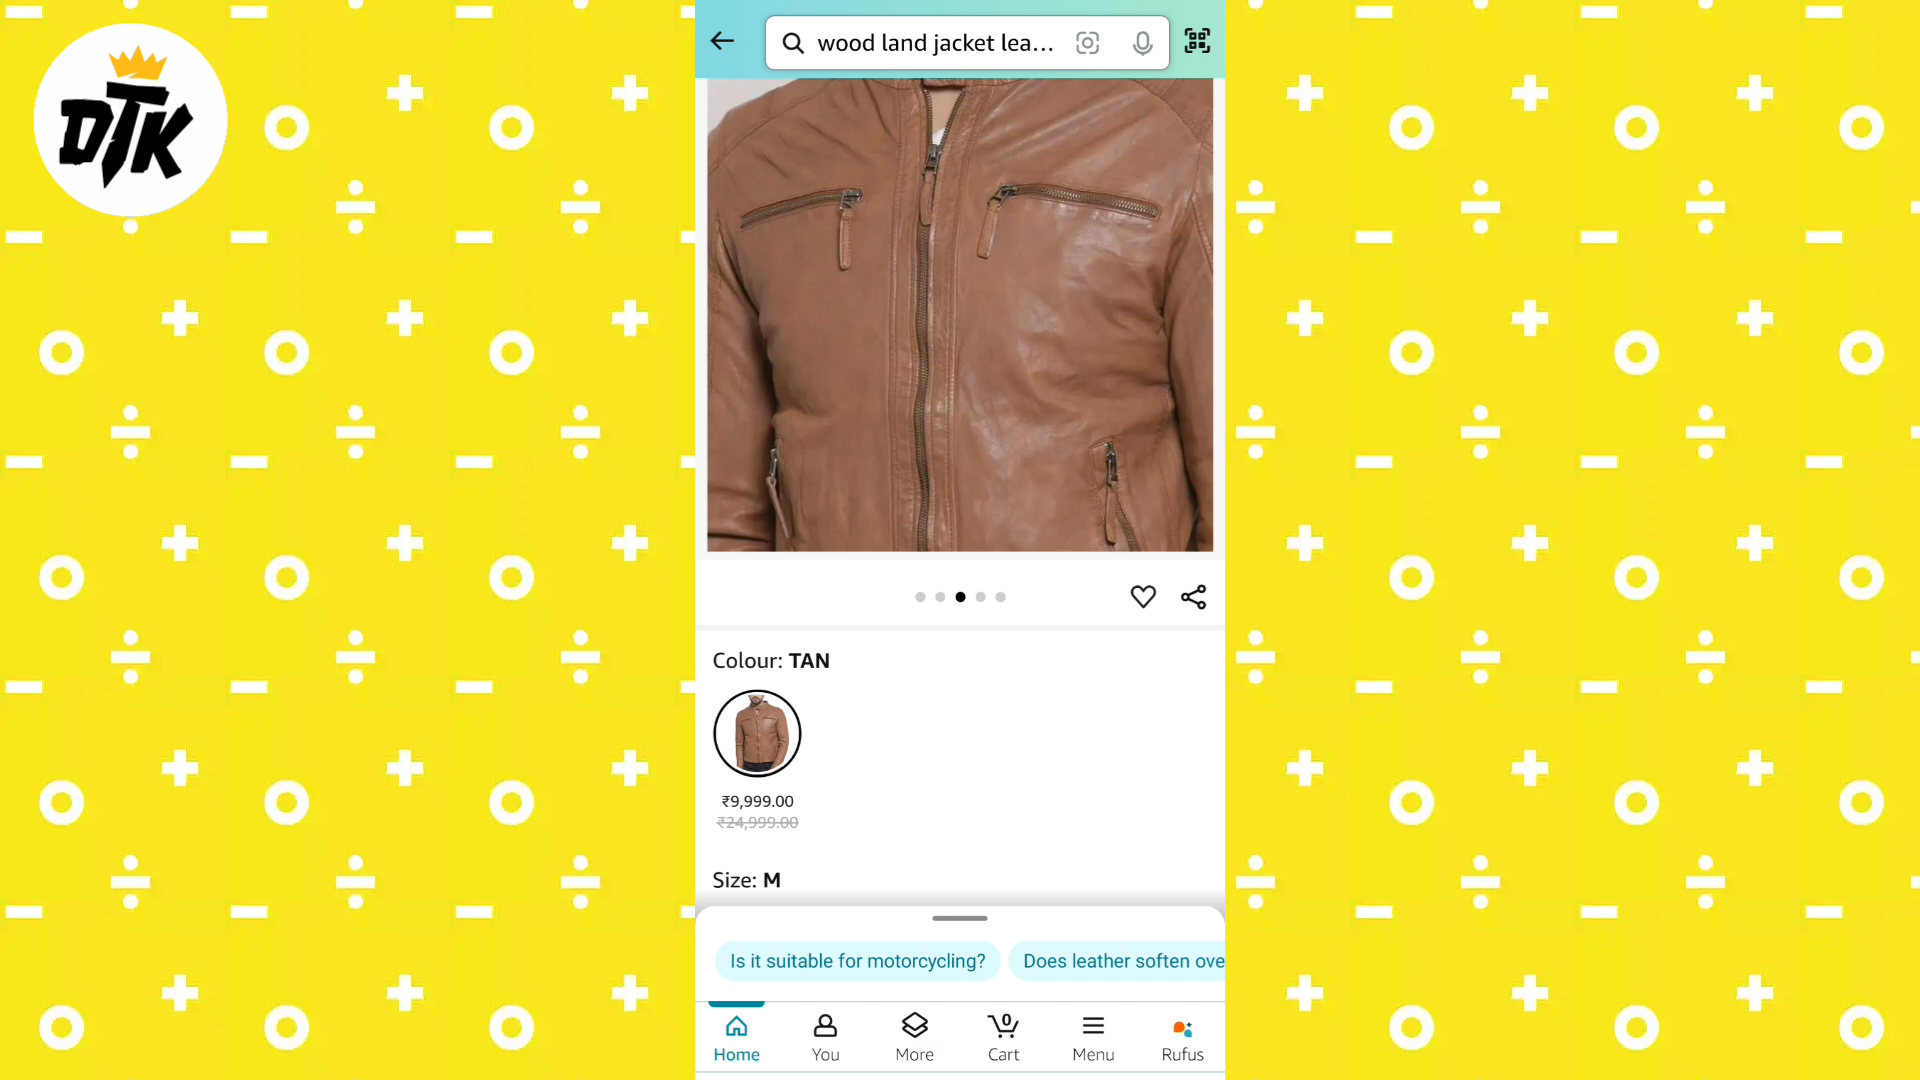 DTK
wood land jacket lea...
Colour: TAN
₹9,999.00
₹24,999.00
Size: M
Is it suitable for motorcycling?
Does leather soften ove
Home
You
More
0
Cart
Menu
Rufus